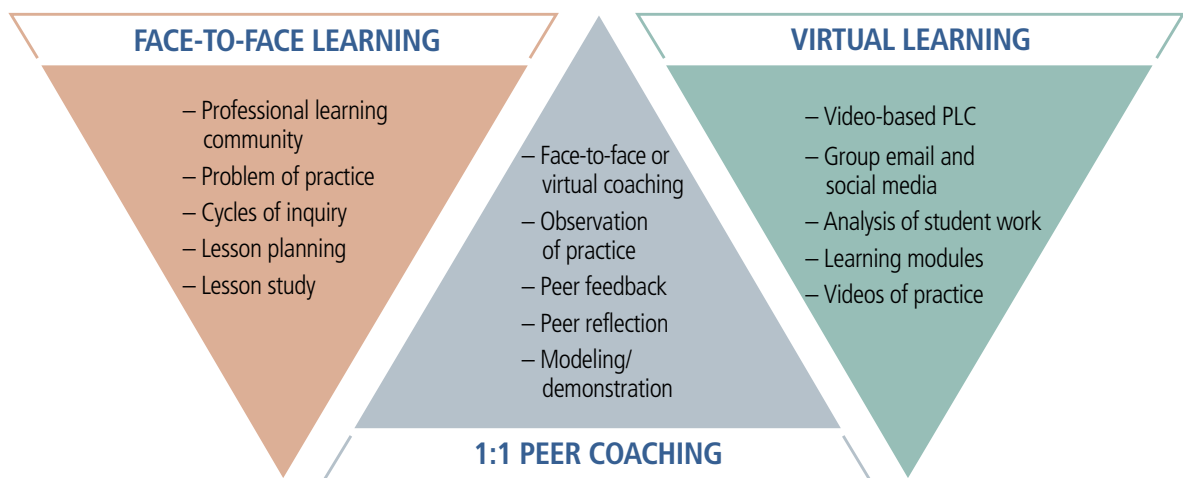 FACE-TO-FACE LEARNING
– Professional learning
community
– Problem of practice
– Cycles of inquiry
– Lesson planning
– Lesson study
– Face-to-face or
virtual coaching
– Observation
of practice
– Peer feedback
– Peer reflection
– Modeling/
demonstration
1:1 PEER COACHING
VIRTUAL LEARNING
– Video-based PLC
– Group email and
social media
– Analysis of student work
– Learning modules
– Videos of practice